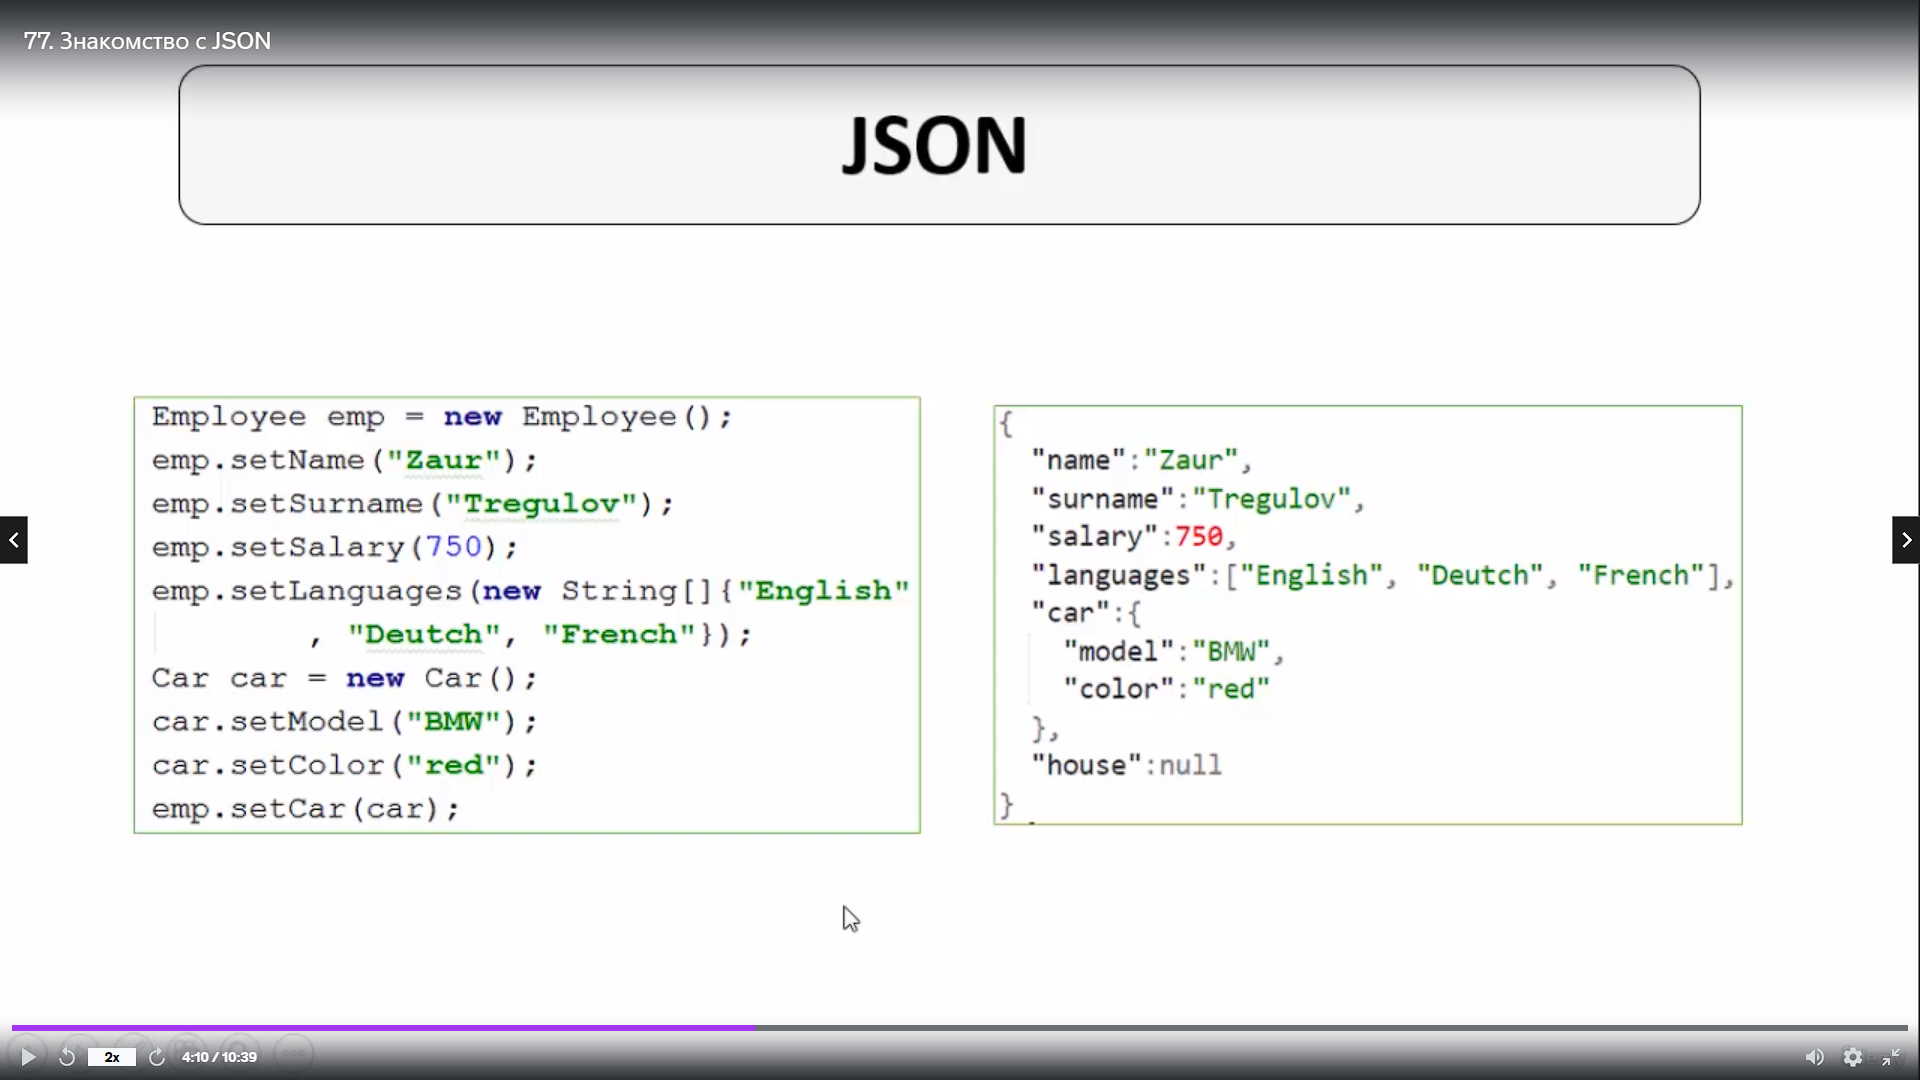 77. Знакомство с JSON
JSON
Employee emp = new Employee();
emp.setName("Zaur");
emp.setSurname("Tregulov");
emp.setSalary(750);
emp.setLanguages(new String[]{"English"
, "Deutch", "French"});
Car car = new Car();
car.setModel("BMW");
car.setColor("red");
emp.setCar(car);
{
"name":"Zaur",
"surname":"Tregulov",
"salary":750,
"languages":["English", "Deutch", "French"],
"car":{
"model":"BMW",
"color":"red"
},
"house":null
}
2x
4:10 / 10:39